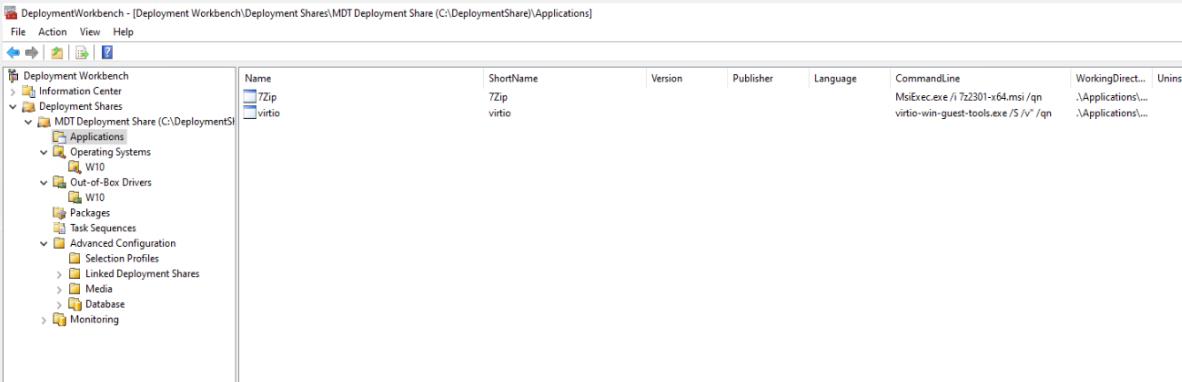 DeploymentWorkbench - [Deployment Workbench\Deployment Shares\MDT Deployment Share (C:\DeploymentShare)\Applications]
File Action View Help
Deployment Workbench
Information Center
Deployment Shares
MDT Deployment Share (C:\DeploymentSh
Applications
Operating Systems
W10
Out-of-Box Drivers
W10
Packages
Task Sequences
Advanced Configuration
Selection Profiles
Linked Deployment Shares
Media
Database
Monitoring
Name ShortName Version Publisher Language CommandLine WorkingDirect... Unins
7Zip 7Zip MsiExec.exe /i 7z2301-x64.msi /qn .\Applications\...
virtio virtio virtio-win-guest-tools.exe /S /v" /qn .\Applications\...